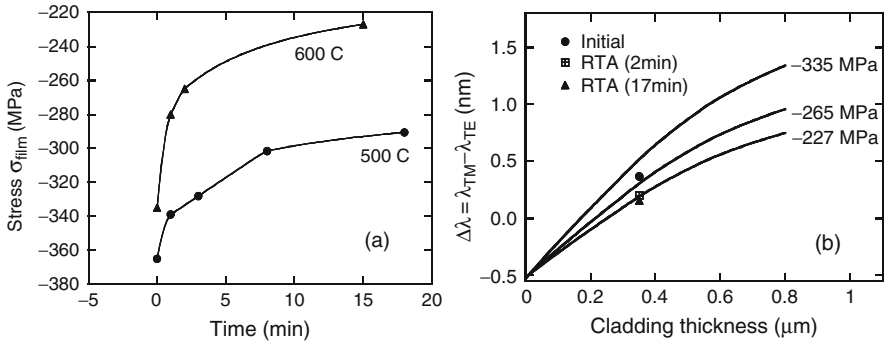 Stress σfilm (MPa)
−220
−240
−260
−280
−300
−320
−340
−360
−380
600 C
500 C
(a)
−5
0
5
10
15
20
Time (min)
Δλ = λTM−λTE (nm)
1.5
1.0
0.5
0.0
−0.5
Initial
RTA (2min)
RTA (17min)
−335 MPa
−265 MPa
−227 MPa
(b)
0
0.2
0.4
0.6
0.8
1
Cladding thickness (μm)